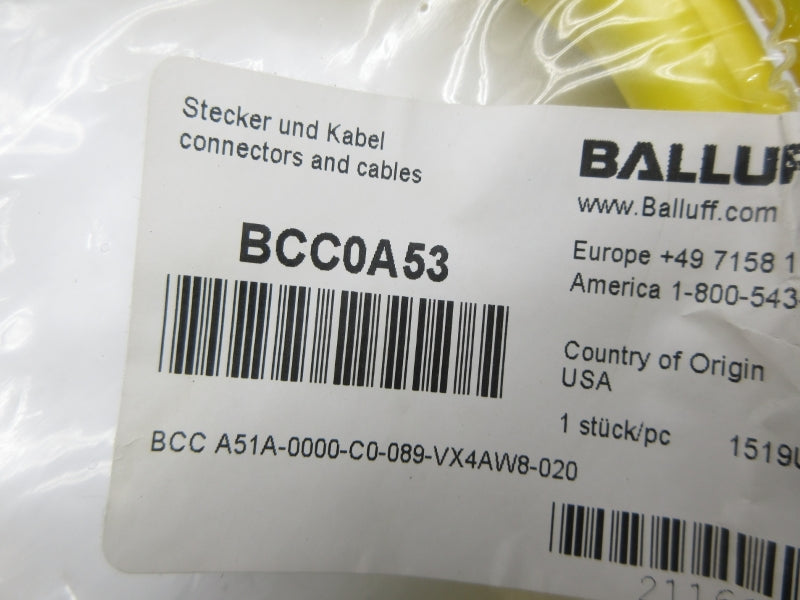 Stecker und Kabel
connectors and cables
BCC0A53
BCC A51A-0000-C0-089-VX4AW8-020
BALLUF
www.Balluff.com
Europe +49 7158 1
America 1-800-543-
Country of Origin
USA
1 stück/pc 1519U